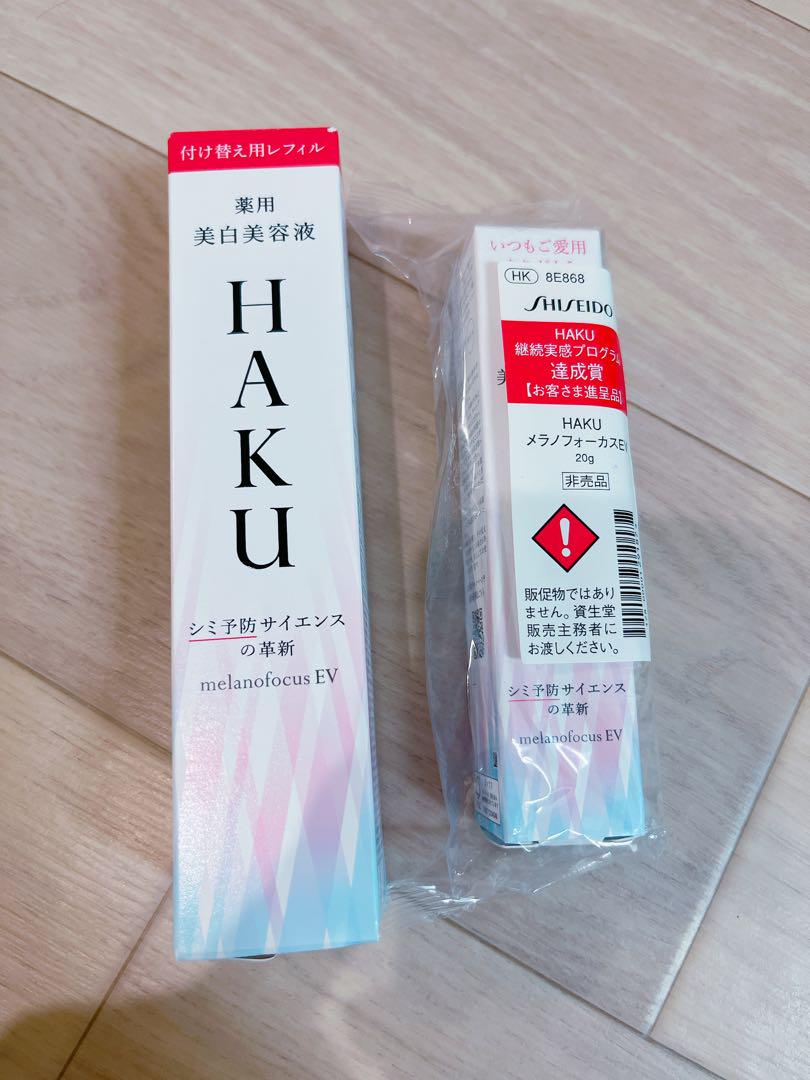 付け替え用レフィル
薬用
美白美容液
HAKU
シミ予防サイエンス
の革新
melanofocus EV
いつもご愛用
HK 8E868
SHISEIDO
HAKU
継続実感プログラム
達成賞
【お客さま進呈品】
HAKU
メラノフォーカスEV
20g
非売品
販促物ではあり
ません。資生堂
販売主務者に
お渡しください。
シミ予防サイエンス
の革新
melanofocus EV